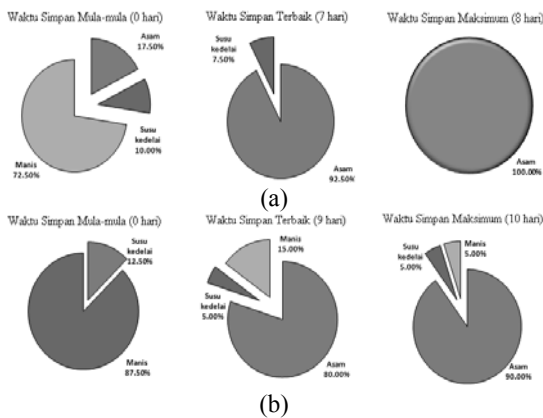 Waktu Simpan Mula-mula (0 hari)
Asam
17.50%
Susu
kedelai
10.00%
Manis
72.50%
Waktu Simpan Terbaik (7 hari)
Susu
kedelai
7.50%
Asam
92.50%
Waktu Simpan Maksimum (8 hari)
Asam
100.00%
(a)
Waktu Simpan Mula-mula (0 hari)
Susu
kedelai
12.50%
Manis
87.50%
Waktu Simpan Terbaik (9 hari)
Manis
15.00%
Susu
kedelai
5.00%
Asam
80.00%
Waktu Simpan Maksimum (10 hari)
Susu
kedelai
5.00%
Manis
5.00%
Asam
90.00%
(b)